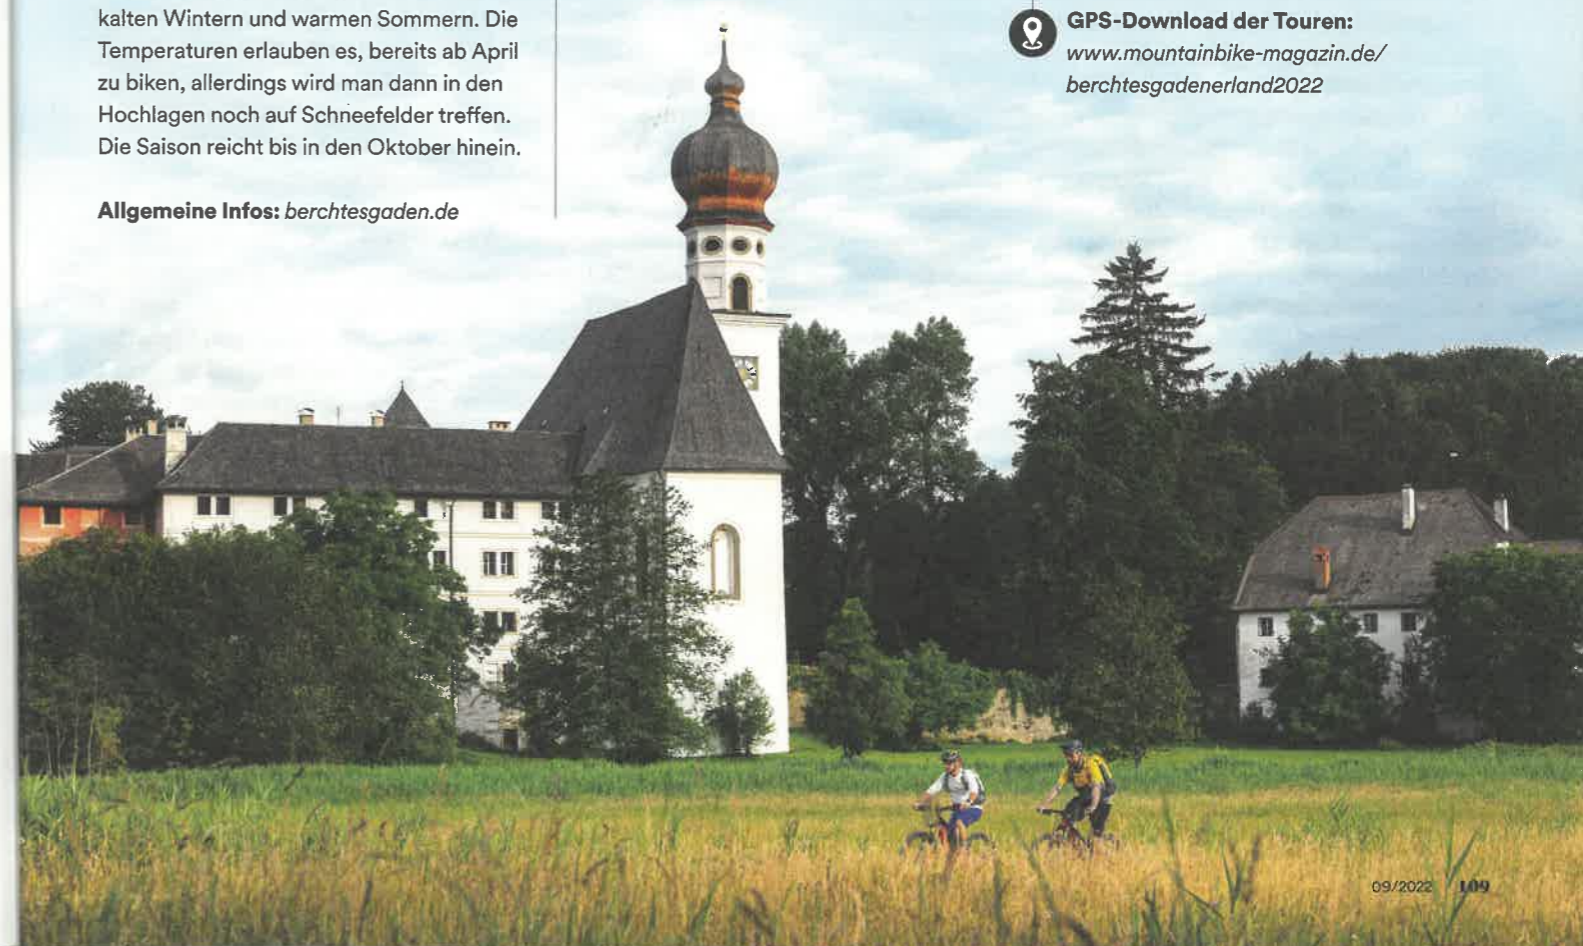 kalten Wintern und warmen Sommern. Die
Temperaturen erlauben es, bereits ab April
zu biken, allerdings wird man dann in den
Hochlagen noch auf Schneefelder treffen.
Die Saison reicht bis in den Oktober hinein.
Allgemeine Infos: berchtesgaden.de
GPS-Download der Touren:
www.mountainbike-magazin.de/
berchtesgadenerland2022
09/2022 109